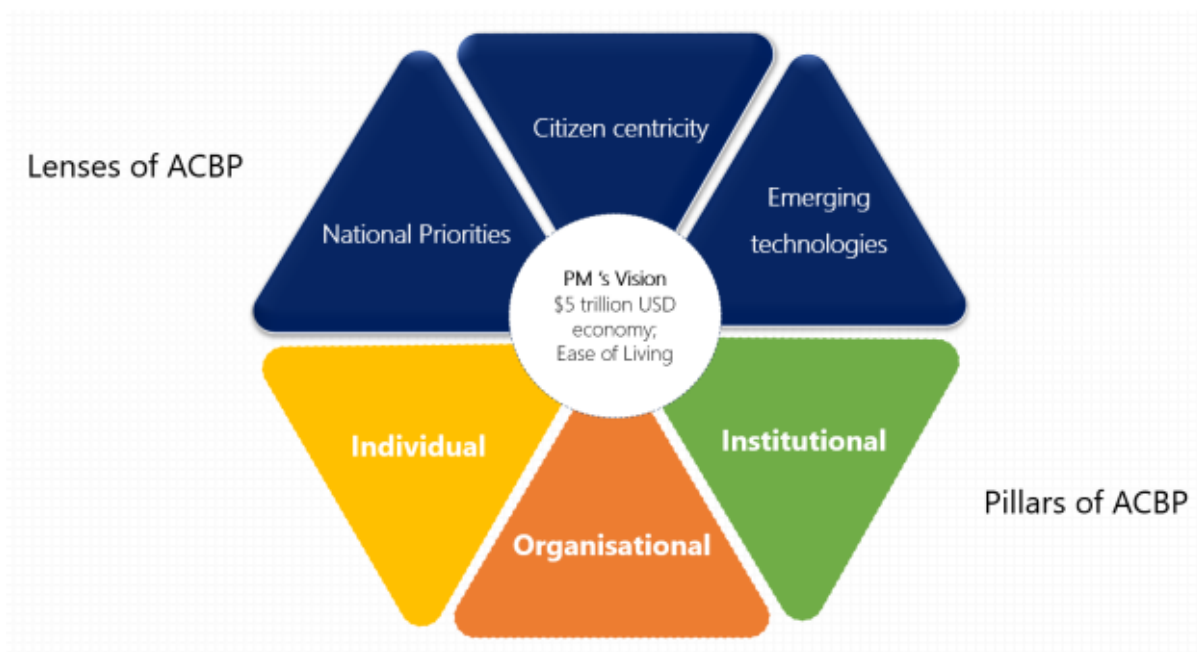 Citizen centricity
Lenses of ACBP
Emerging
technologies
National Priorities
PM 's Vision
$5 trillion USD
economy;
Ease of Living
Individual
Institutional
Organisational
Pillars of ACBP